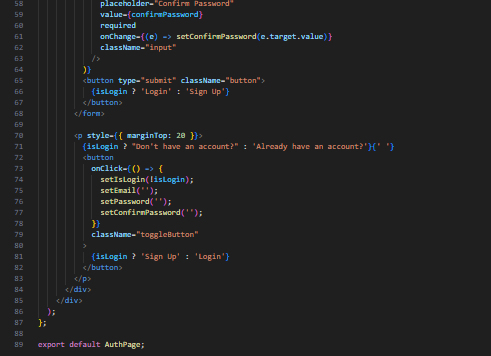 58 placeholder="Confirm Password"
59 value={confirmPassword}
60 required
61 onChange={(e) => setConfirmPassword(e.target.value)}
62 className="input"
63 />
64 )}
65 <button type="submit" className="button">
66 {isLogin ? 'Login' : 'Sign Up'}
67 </button>
68 </form>
69
70 <p style={{ marginTop: 20 }}>
71 {isLogin ? "Don't have an account?" : 'Already have an account?'}{' '}
72 <button
73 onClick={() => {
74 setIsLogin(!isLogin);
75 setEmail('');
76 setPassword('');
77 setConfirmPassword('');
78 }}
79 className="toggleButton"
80 >
81 {isLogin ? 'Sign Up' : 'Login'}
82 </button>
83 </p>
84 </div>
85 </div>
86 );
87 };
88
89 export default AuthPage;